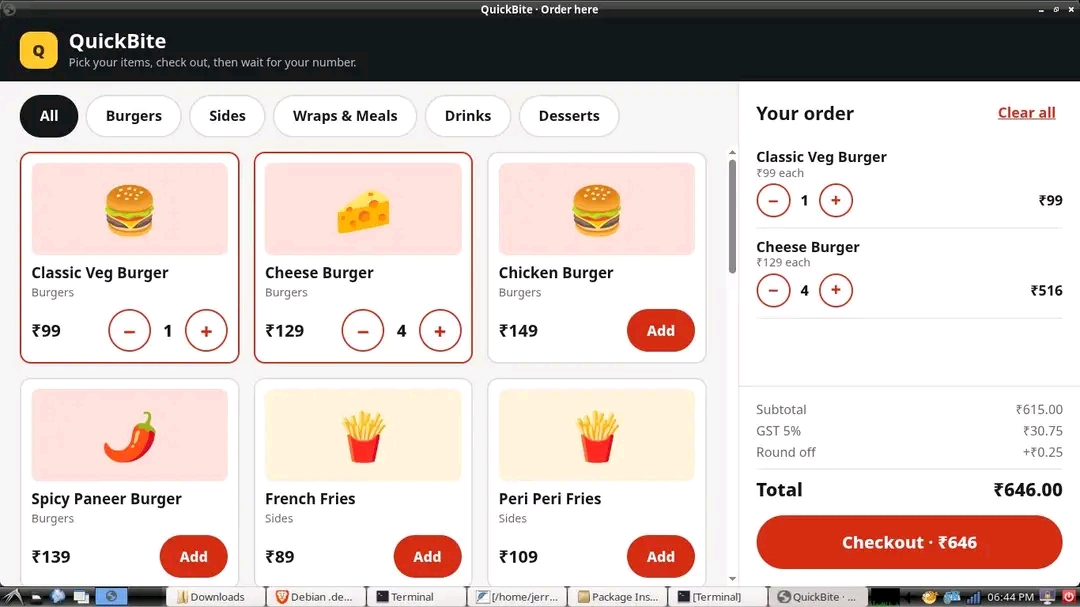 QuickBite · Order here
Q
QuickBite
Pick your items, check out, then wait for your number.
All
Burgers
Sides
Wraps & Meals
Drinks
Desserts
Classic Veg Burger
Burgers
₹99
−
1
+
Cheese Burger
Burgers
₹129
−
4
+
Chicken Burger
Burgers
₹149
Add
Spicy Paneer Burger
Burgers
₹139
Add
French Fries
Sides
₹89
Add
Peri Peri Fries
Sides
₹109
Add
Your order
Clear all
Classic Veg Burger
₹99 each
−
1
+
₹99
Cheese Burger
₹129 each
−
4
+
₹516
Subtotal ₹615.00
GST 5% ₹30.75
Round off +₹0.25
Total ₹646.00
Checkout · ₹646
Downloads
Debian .de...
Terminal
[/home/jerr...
Package Ins...
[Terminal]
QuickBite · ...
06:44 PM